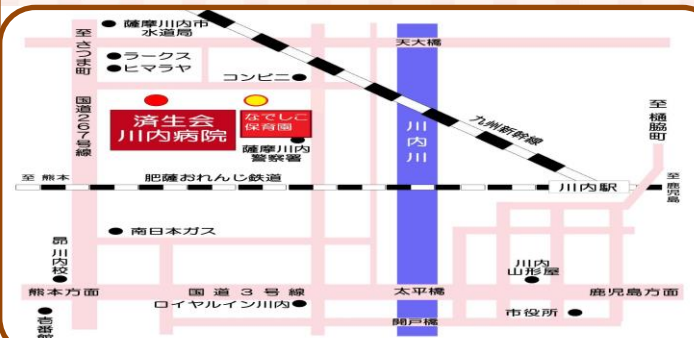 薩摩川内市
水道局
至さつま町
ラークス
ヒマラヤ
コンビニ
天大橋
国道267号線
済生会
川内病院
なでしこ
保育園
薩摩川内
警察署
川内川
九州新幹線
至樋脇町
至熊本
肥薩おれんじ鉄道
川内駅
至鹿児島
南日本ガス
昴川内校
川内
山形屋
熊本方面
国道3号線
太平橋
鹿児島方面
ロイヤルイン川内
市役所
壱番館
開戸橋